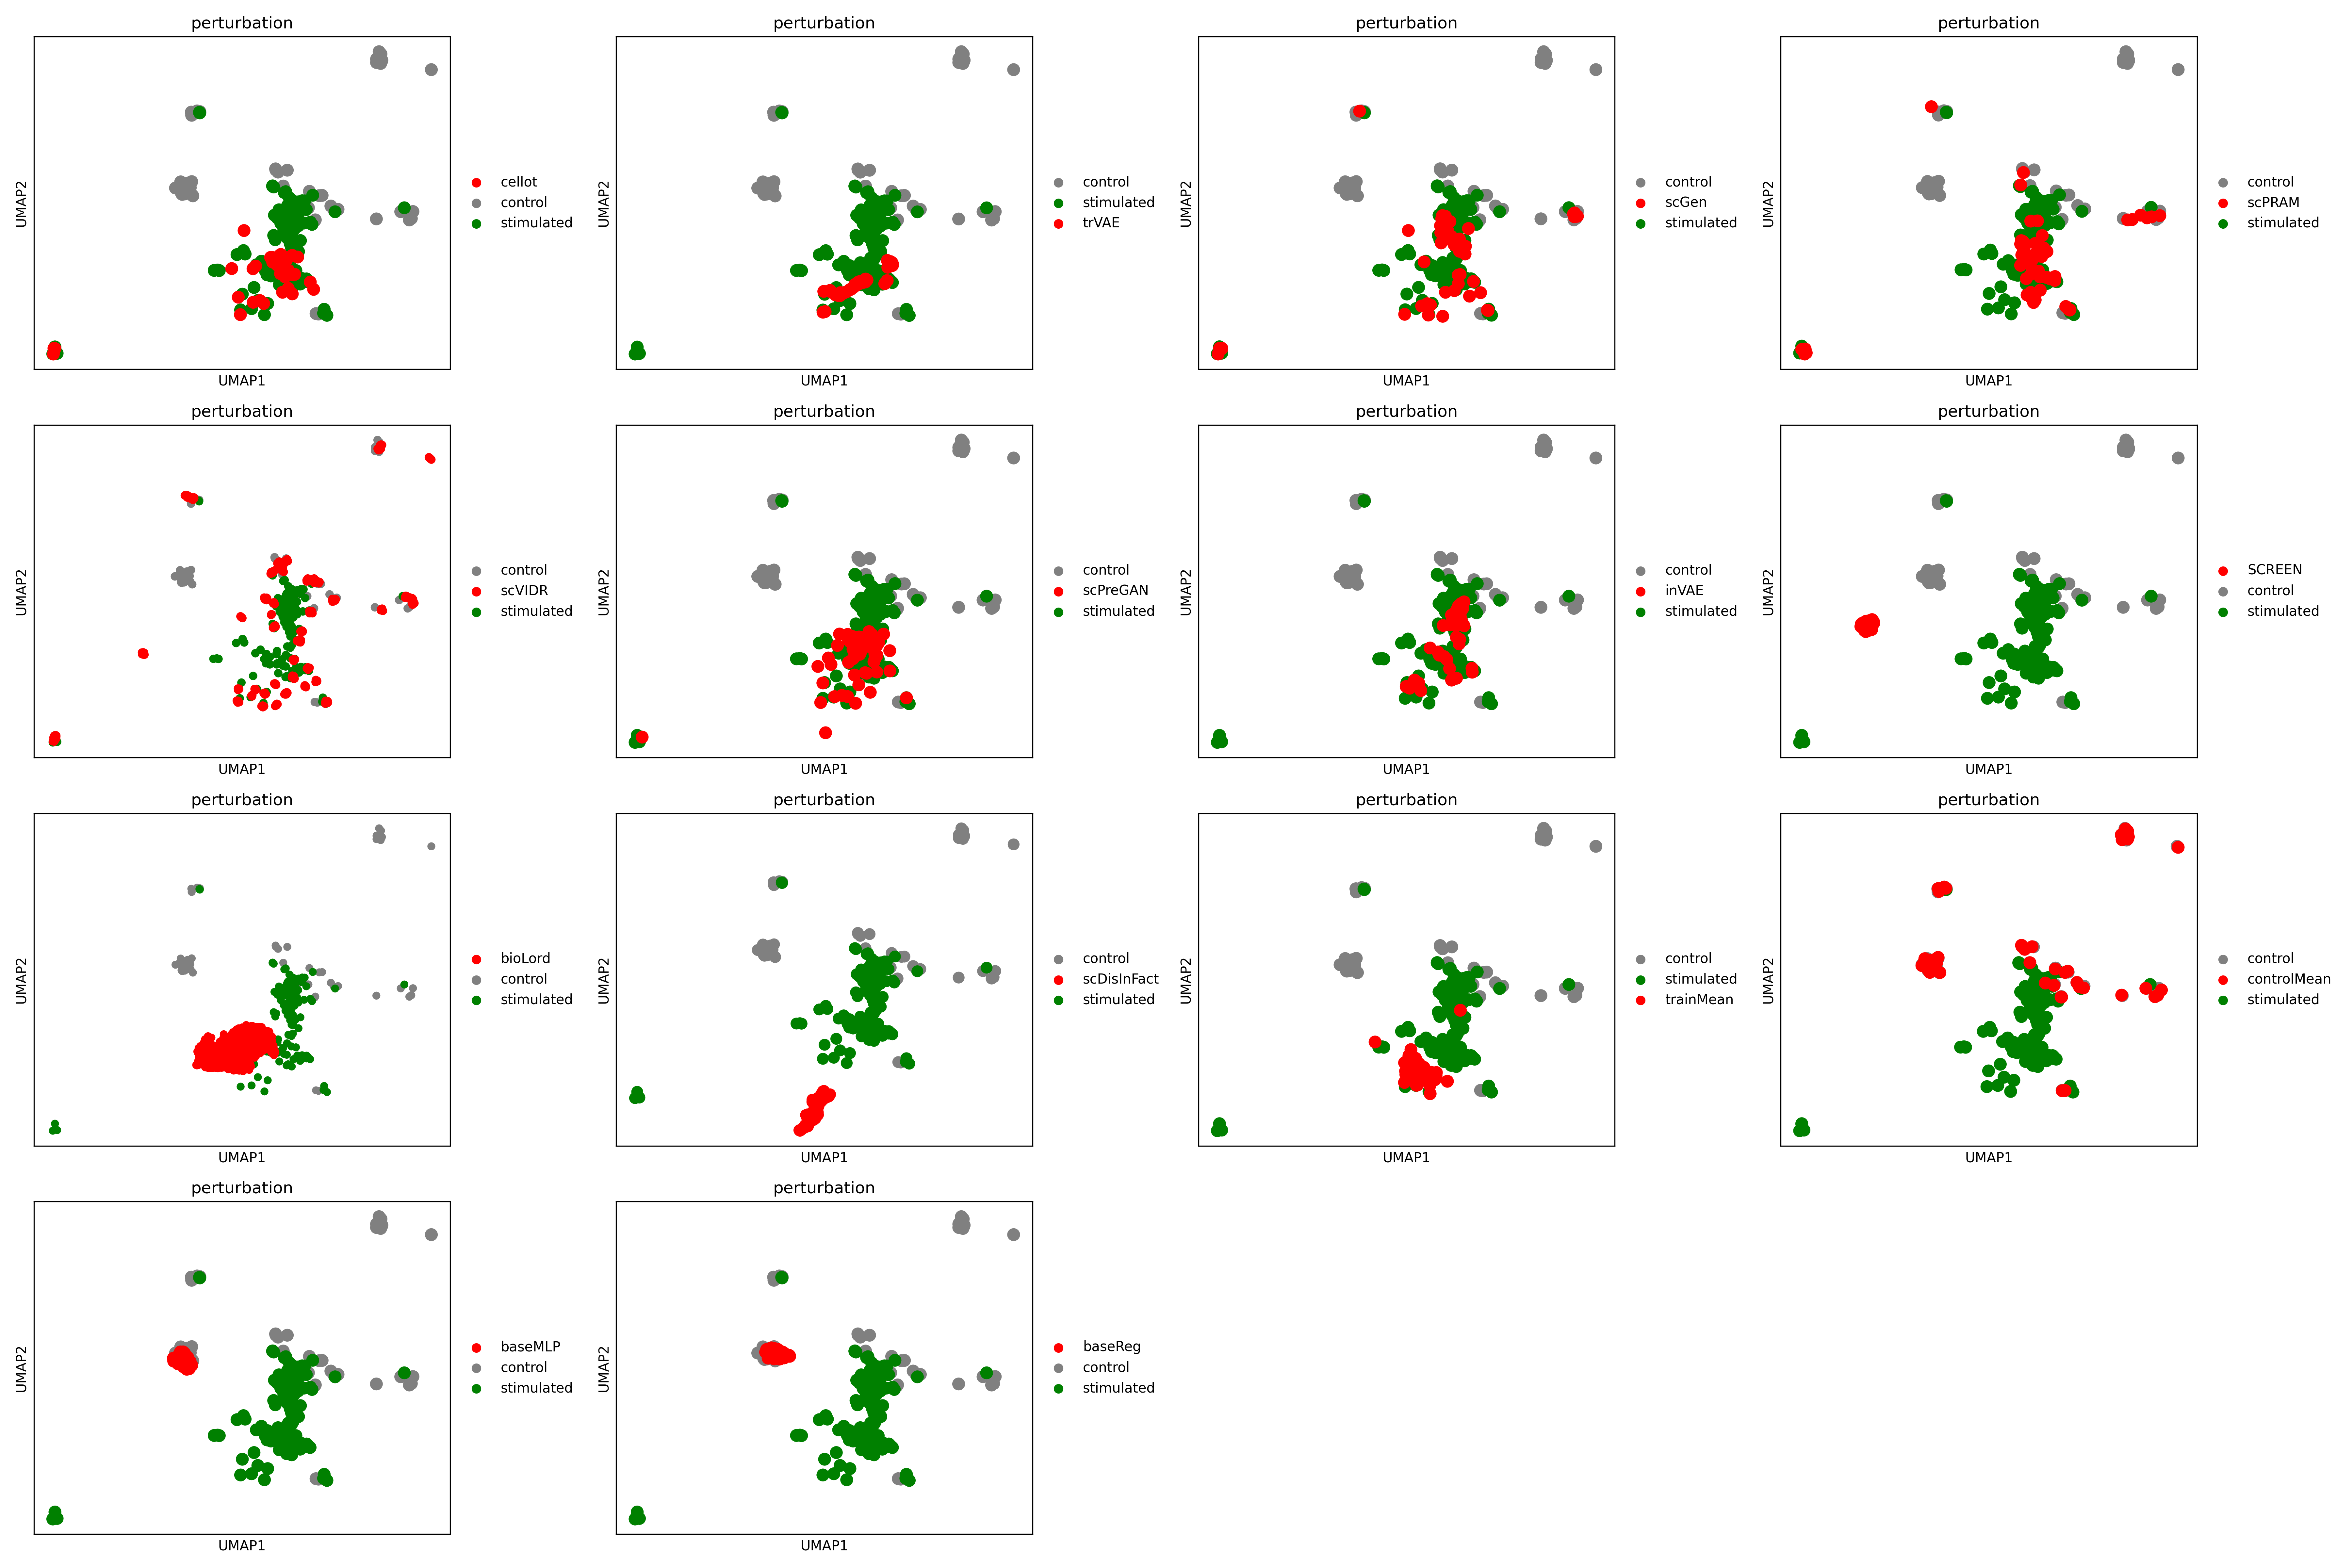 perturbation
UMAP2
UMAP1
cellot
control
stimulated
perturbation
UMAP2
UMAP1
control
stimulated
trVAE
perturbation
UMAP2
UMAP1
control
scGen
stimulated
perturbation
UMAP2
UMAP1
control
scPRAM
stimulated
perturbation
UMAP2
UMAP1
control
scVIDR
stimulated
perturbation
UMAP2
UMAP1
control
scPreGAN
stimulated
perturbation
UMAP2
UMAP1
control
inVAE
stimulated
perturbation
UMAP2
UMAP1
SCREEN
control
stimulated
perturbation
UMAP2
UMAP1
bioLord
control
stimulated
perturbation
UMAP2
UMAP1
control
scDisInFact
stimulated
perturbation
UMAP2
UMAP1
control
stimulated
trainMean
perturbation
UMAP2
UMAP1
control
controlMean
stimulated
perturbation
UMAP2
UMAP1
baseMLP
control
stimulated
perturbation
UMAP2
UMAP1
baseReg
control
stimulated